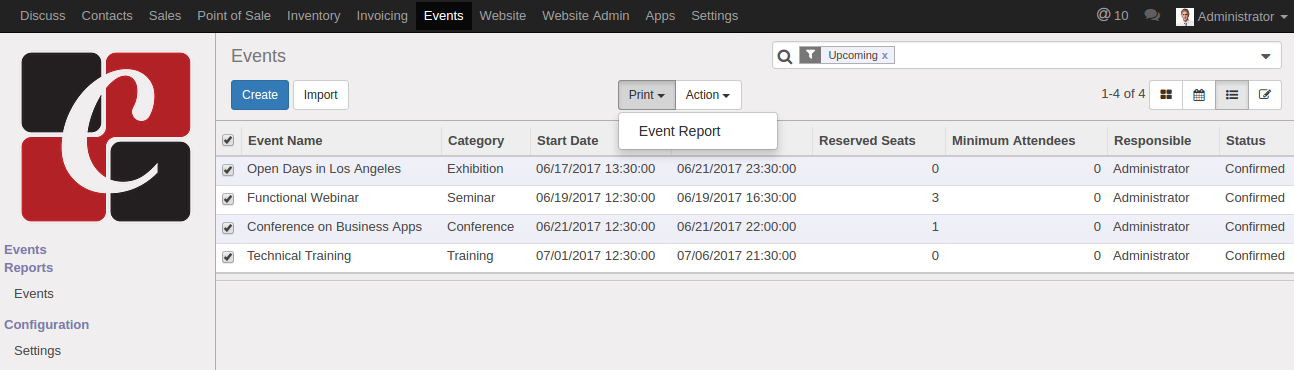 Discuss Contacts Sales Point of Sale Inventory Invoicing Events Website Website Admin Apps Settings @ 10 Administrator
Events
Upcoming x
Create Import Print Action 1-4 of 4
Event Report
Event Name Category Start Date Reserved Seats Minimum Attendees Responsible Status
Open Days in Los Angeles Exhibition 06/17/2017 13:30:00 06/21/2017 23:30:00 0 0 Administrator Confirmed
Functional Webinar Seminar 06/19/2017 12:30:00 06/19/2017 16:30:00 3 0 Administrator Confirmed
Conference on Business Apps Conference 06/21/2017 12:30:00 06/21/2017 22:00:00 1 0 Administrator Confirmed
Technical Training Training 07/01/2017 12:30:00 07/06/2017 21:30:00 0 0 Administrator Confirmed
C
Events
Reports
Events
Configuration
Settings